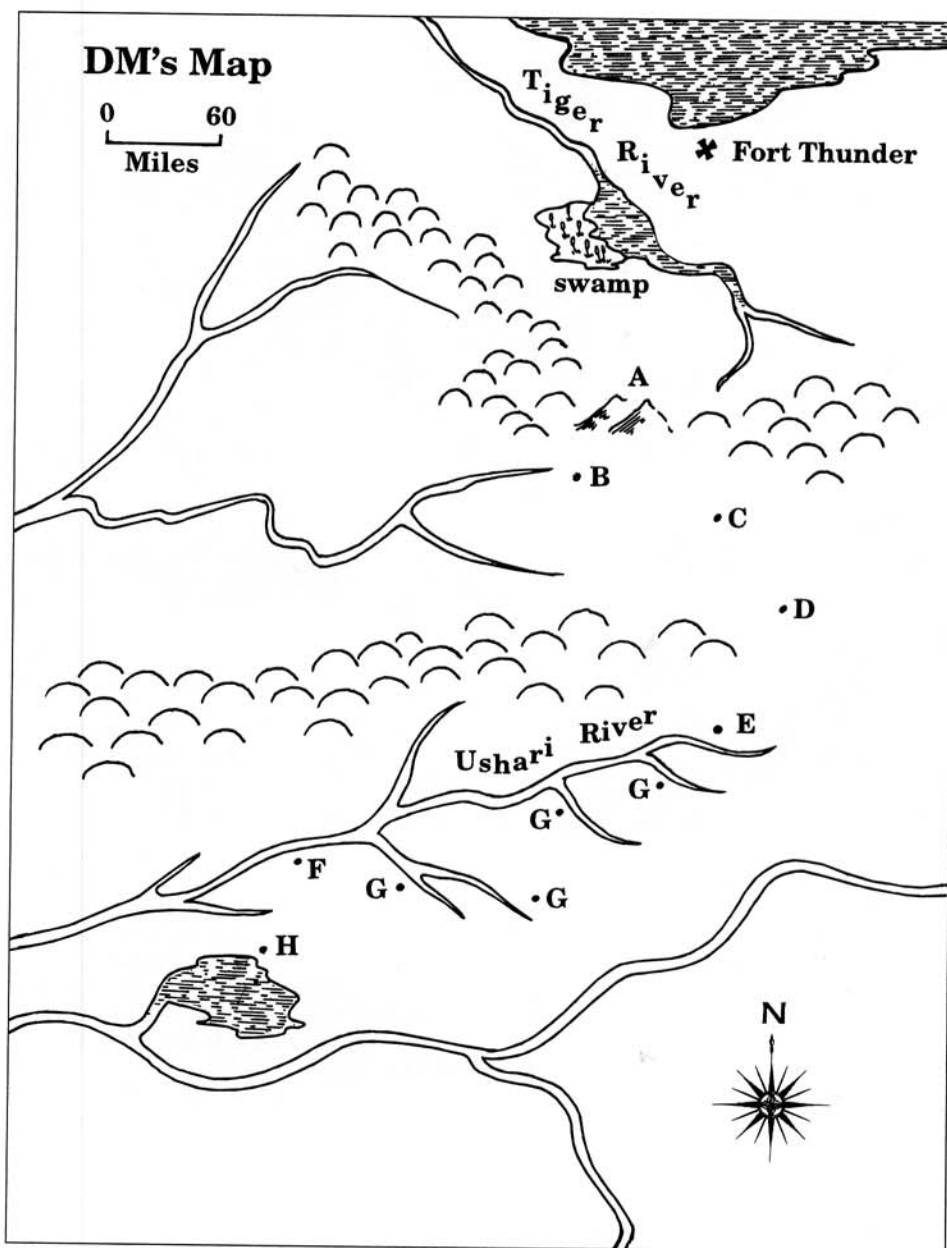 DM's Map
0 60
Miles
Tiger
River
Fort Thunder
swamp
A
B
C
D
E
Ushari River
G
G
F
G
G
H
N